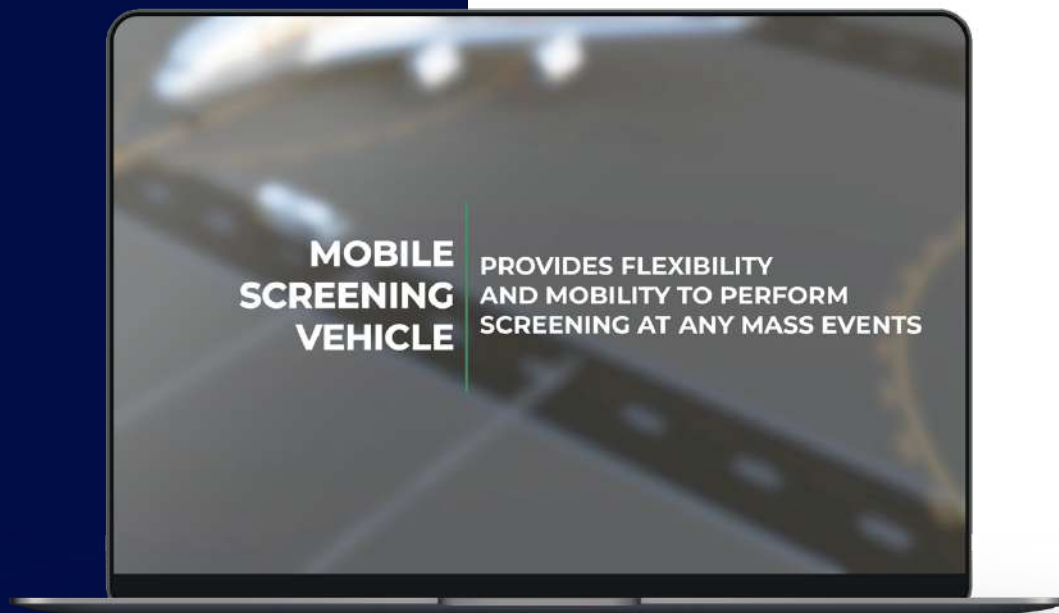 MOBILE
SCREENING
VEHICLE
PROVIDES FLEXIBILITY
AND MOBILITY TO PERFORM
SCREENING AT ANY MASS EVENTS